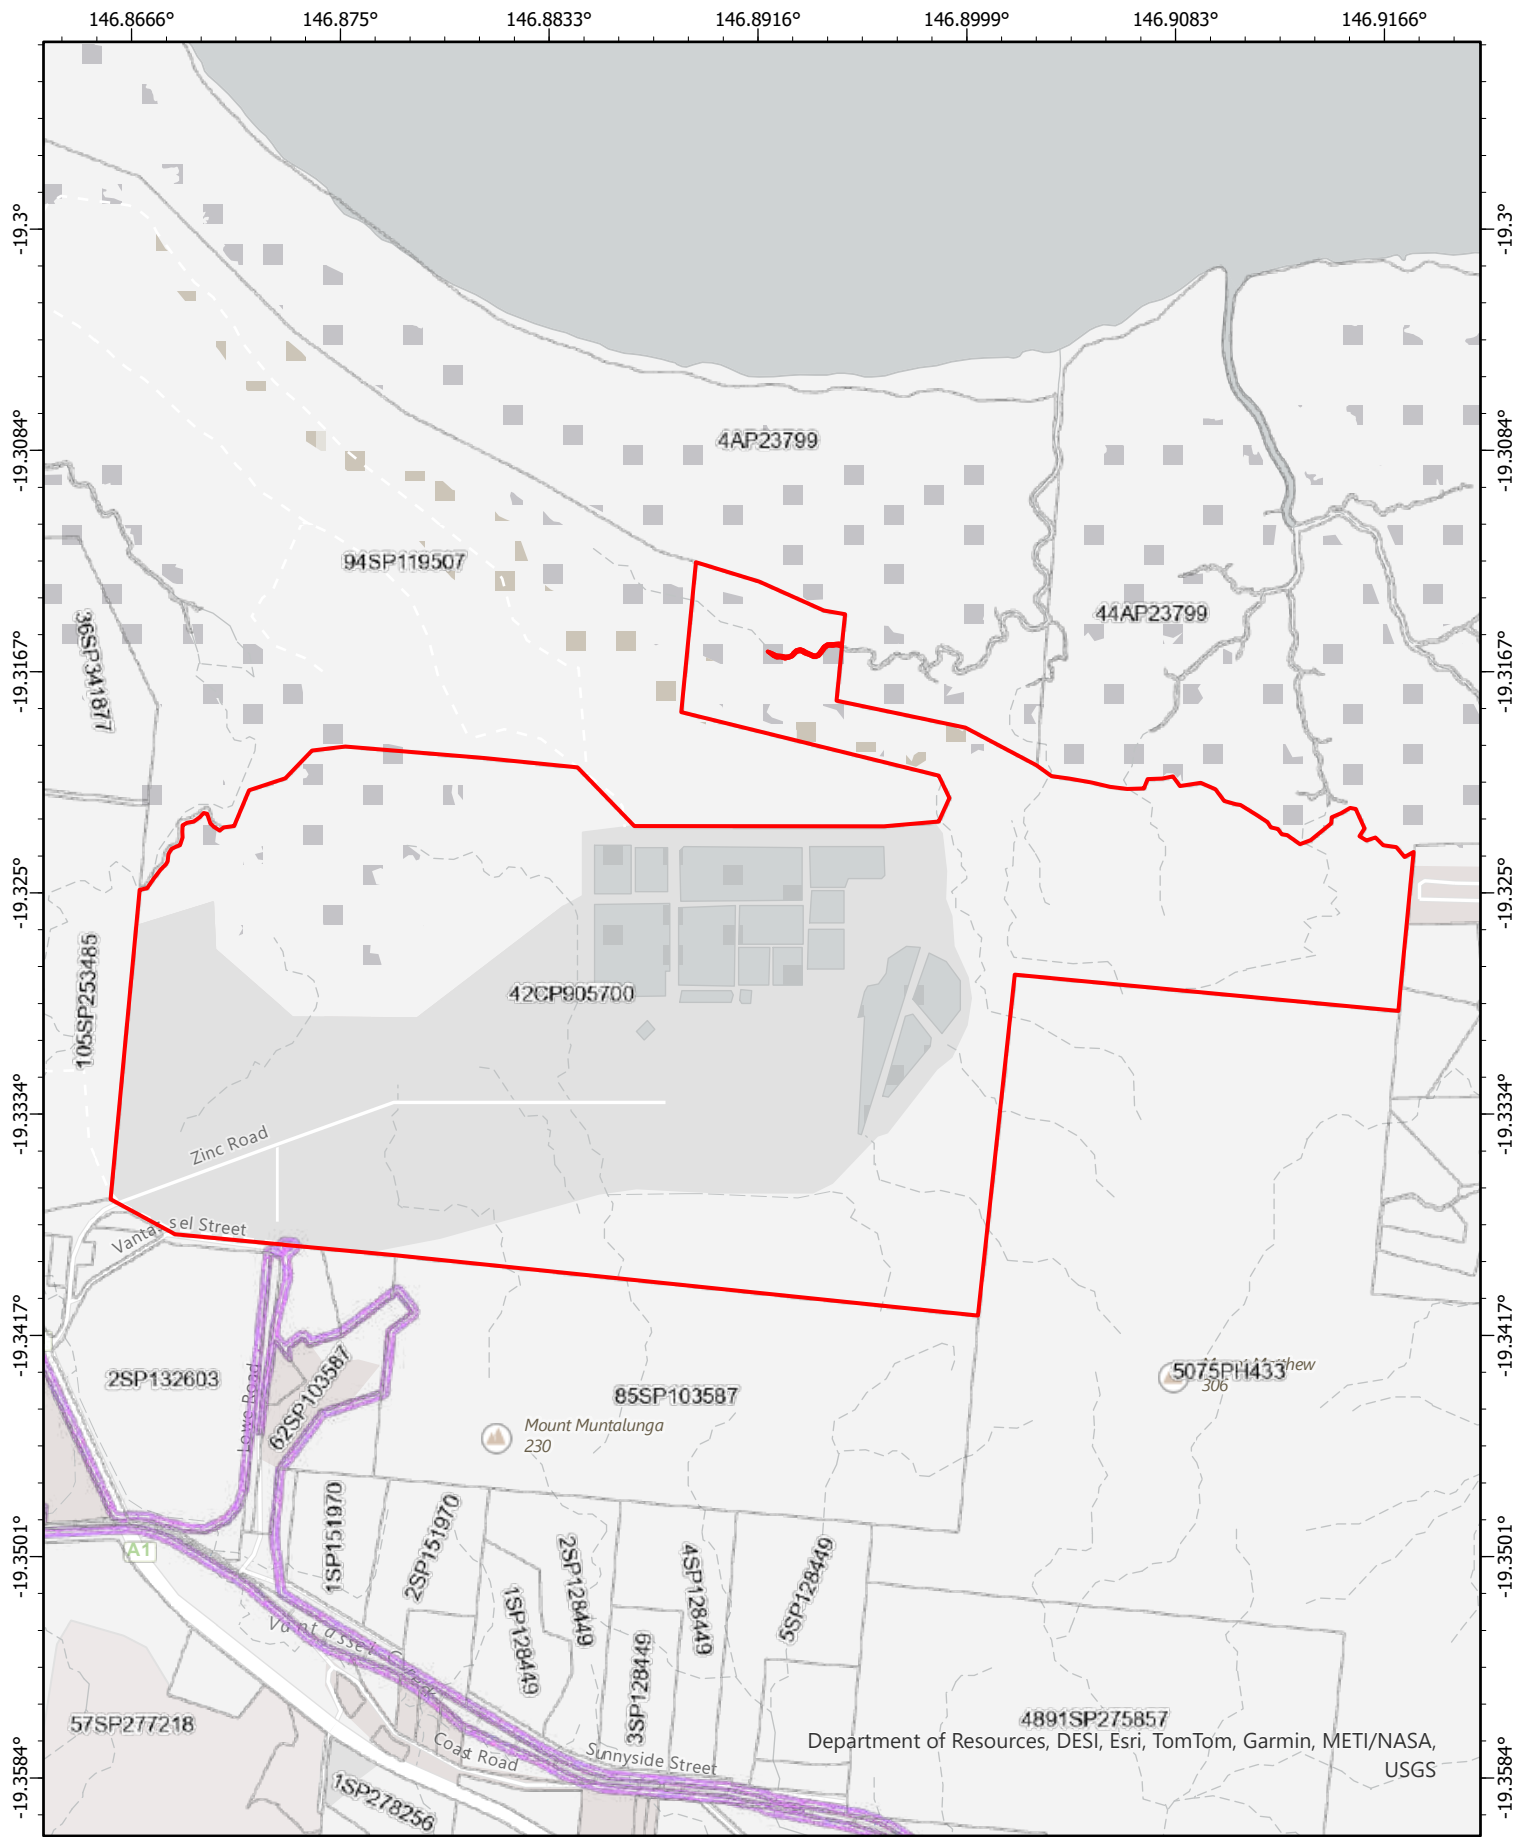 146.8666° 146.875° 146.8833° 146.8916° 146.8999° 146.9083° 146.9166°
-19.3° -19.3°
-19.3084° -19.3084°
4AP23799
94SP119507
44AP23799
36SP341877
-19.3167° -19.3167°
-19.325° -19.325°
105SP253485
42CP905700
-19.3334° -19.3334°
Zinc Road
Vanta sel Street
-19.3417° -19.3417°
2SP132603
Lowe Road
62SP103587
85SP103587
5075PH433
306
Mount Muntalunga
230
A1
-19.3501° -19.3501°
1SP151970
2SP151970
1SP128449
2SP128449
3SP128449
4SP128449
5SP128449
57SP277218
Coast Road
Sunnyside Street
4891SP275857
Department of Resources, DESI, Esri, TomTom, Garmin, METI/NASA,
USGS
1SP278256
-19.3584° -19.3584°